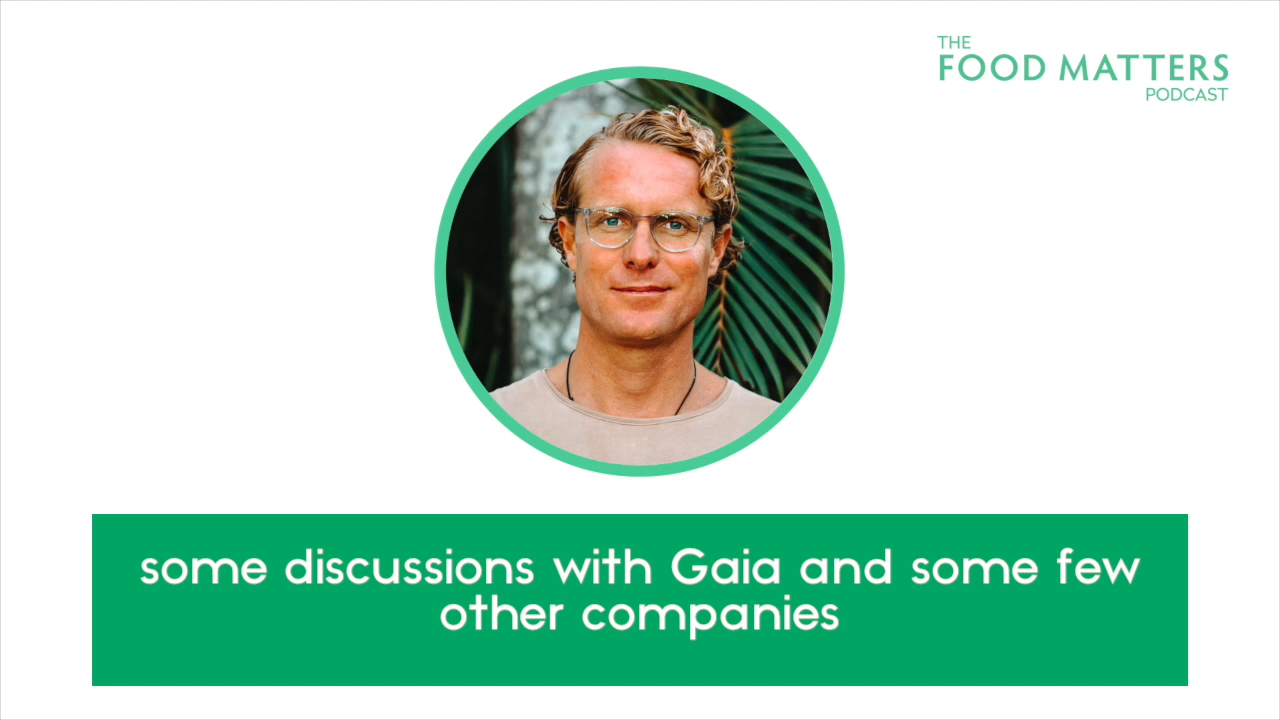 THE
FOOD MATTERS
PODCAST
some discussions with Gaia and some few
other companies